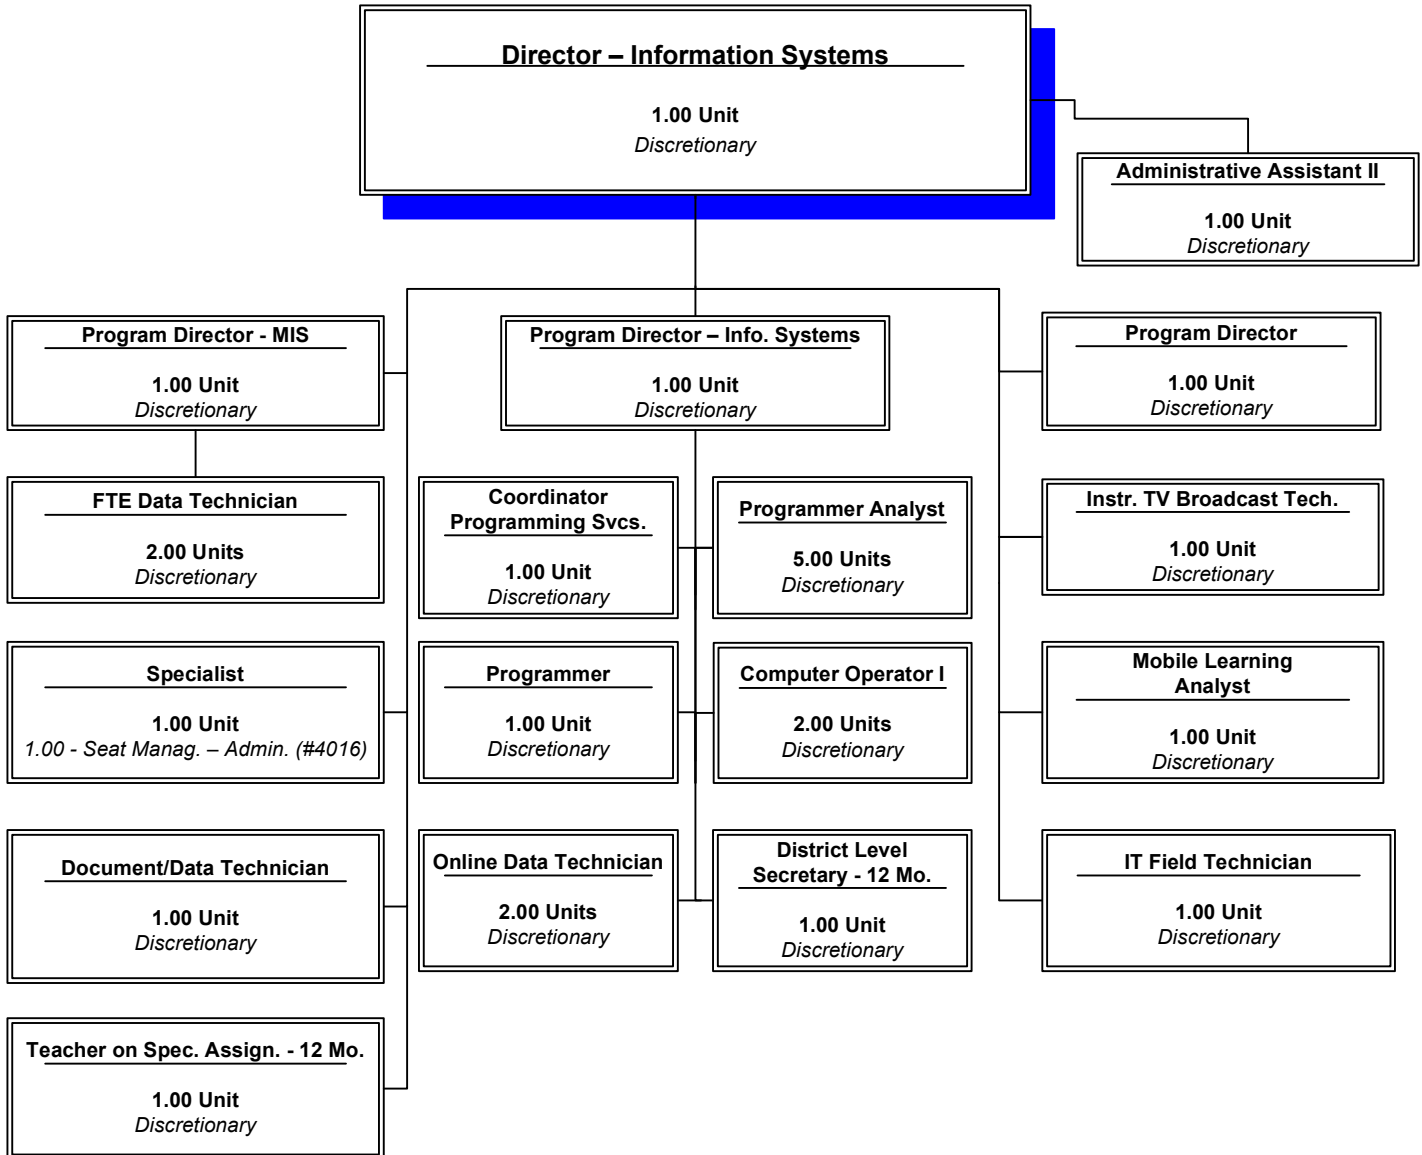 Director – Information Systems
1.00 Unit
Discretionary
Administrative Assistant II
1.00 Unit
Discretionary
Program Director - MIS
1.00 Unit
Discretionary
Program Director – Info. Systems
1.00 Unit
Discretionary
Program Director
1.00 Unit
Discretionary
FTE Data Technician
2.00 Units
Discretionary
Coordinator
Programming Svcs.
1.00 Unit
Discretionary
Programmer Analyst
5.00 Units
Discretionary
Instr. TV Broadcast Tech.
1.00 Unit
Discretionary
Specialist
1.00 Unit
1.00 - Seat Manag. – Admin. (#4016)
Programmer
1.00 Unit
Discretionary
Computer Operator I
2.00 Units
Discretionary
Mobile Learning
Analyst
1.00 Unit
Discretionary
Document/Data Technician
1.00 Unit
Discretionary
Online Data Technician
2.00 Units
Discretionary
District Level
Secretary - 12 Mo.
1.00 Unit
Discretionary
IT Field Technician
1.00 Unit
Discretionary
Teacher on Spec. Assign. - 12 Mo.
1.00 Unit
Discretionary